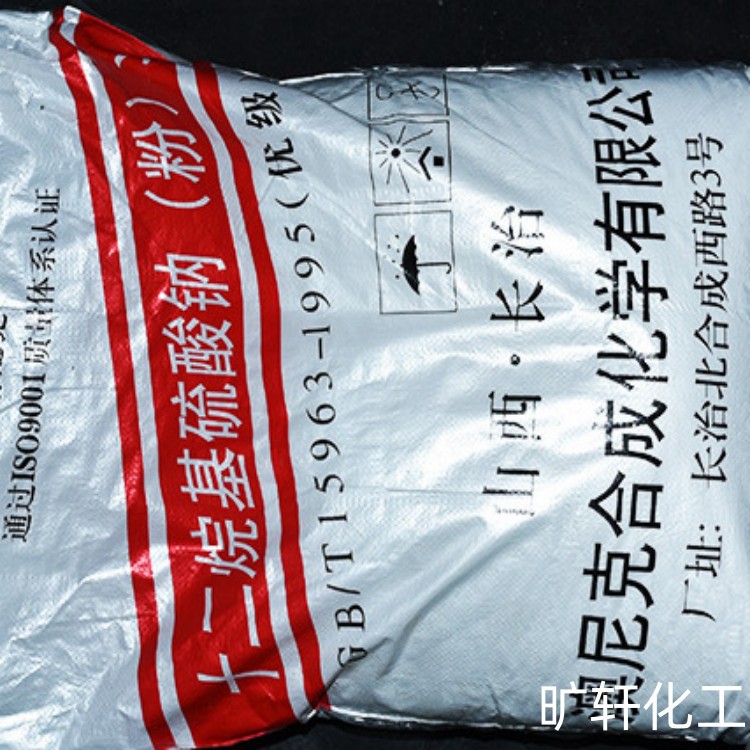 通过ISO9001质量体系认证
十二烷基硫酸钠(粉)
GB/T15963-1995(优级
山西·长治
尼克合成化学有限公司
厂址:长治北合成西路3号
旷轩化工